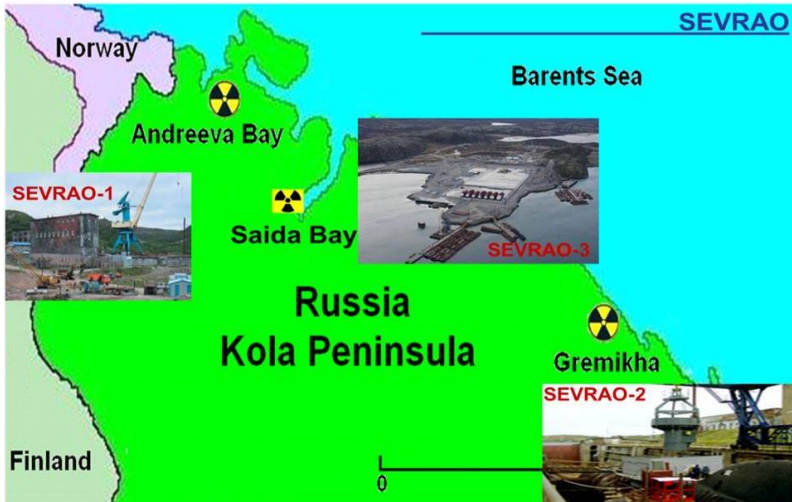 SEVRAO
Norway
Barents Sea
Andreeva Bay
SEVRAO-1
Saida Bay
SEVRAO-3
Russia
Kola Peninsula
Gremikha
SEVRAO-2
Finland
0